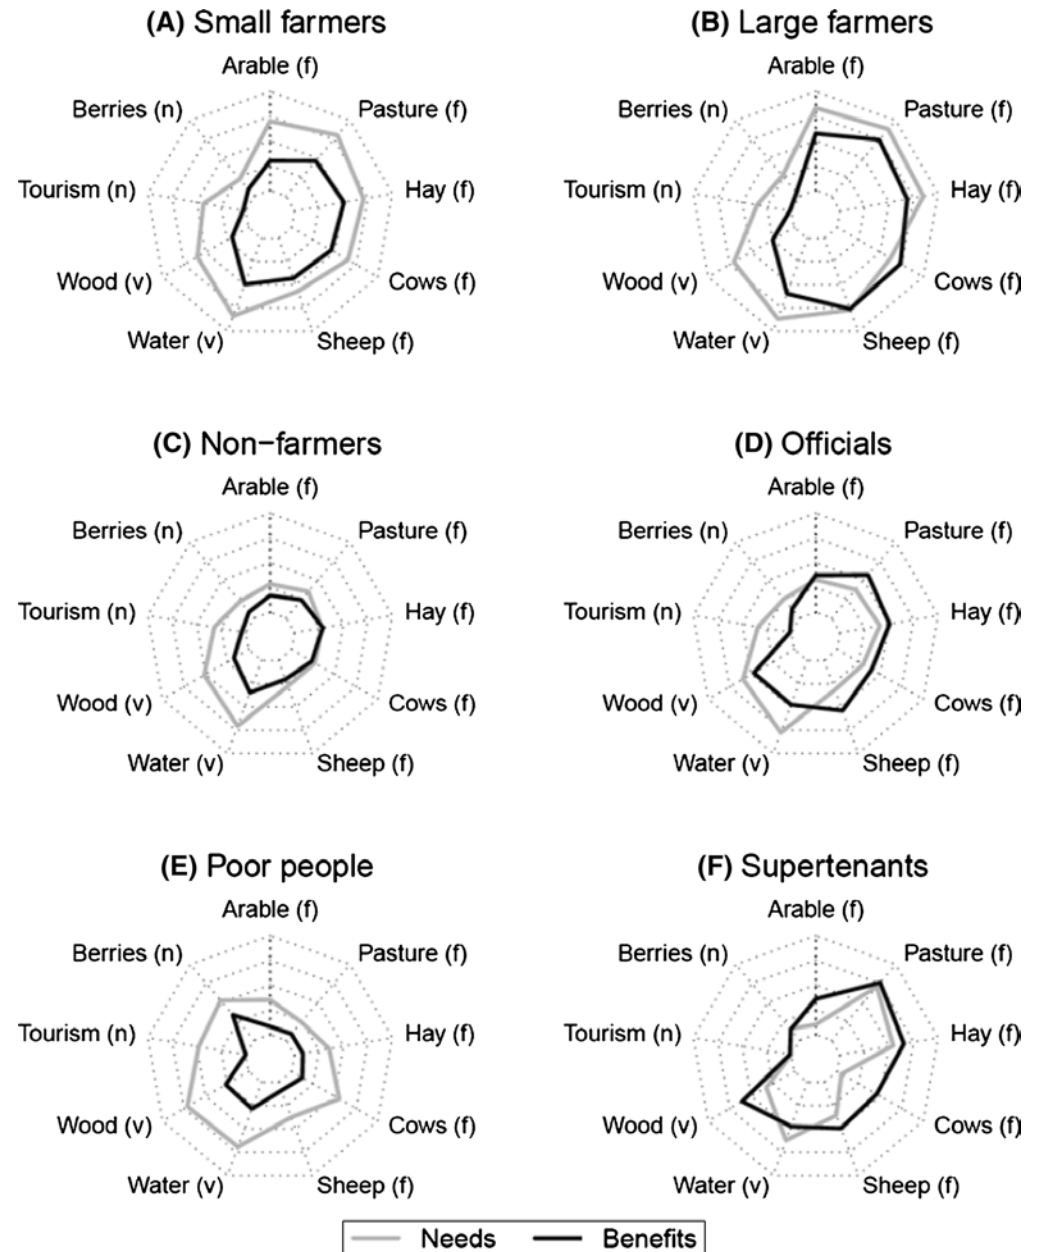 (A) Small farmers
Arable (f)
Berries (n)
Pasture (f)
Tourism (n)
Hay (f)
Wood (v)
Cows (f)
Water (v)
Sheep (f)
(B) Large farmers
Arable (f)
Berries (n)
Pasture (f)
Tourism (n)
Hay (f)
Wood (v)
Cows (f)
Water (v)
Sheep (f)
(C) Non-farmers
Arable (f)
Berries (n)
Pasture (f)
Tourism (n)
Hay (f)
Wood (v)
Cows (f)
Water (v)
Sheep (f)
(D) Officials
Arable (f)
Berries (n)
Pasture (f)
Tourism (n)
Hay (f)
Wood (v)
Cows (f)
Water (v)
Sheep (f)
(E) Poor people
Arable (f)
Berries (n)
Pasture (f)
Tourism (n)
Hay (f)
Wood (v)
Cows (f)
Water (v)
Sheep (f)
(F) Supertenants
Arable (f)
Berries (n)
Pasture (f)
Tourism (n)
Hay (f)
Wood (v)
Cows (f)
Water (v)
Sheep (f)
Needs Benefits